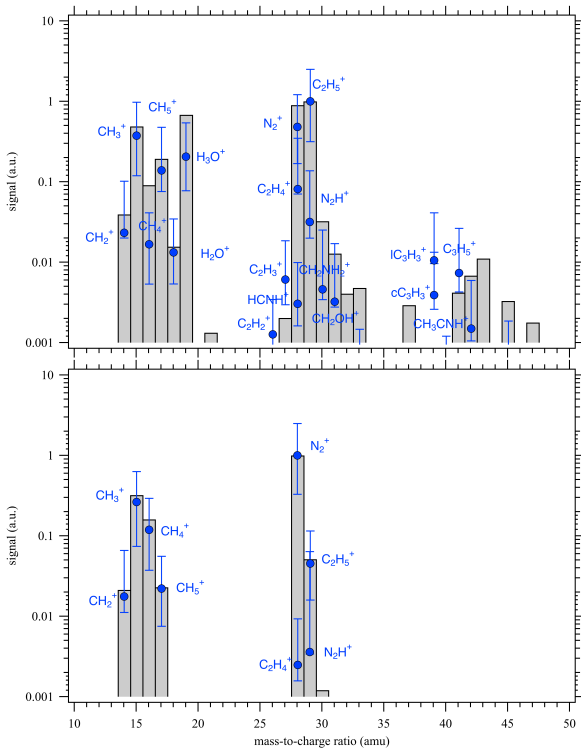 10
1
0.1
0.01
0.001
signal (a.u.)
C₂H₅⁺
CH₅⁺
N₂⁺
CH₃⁺
H₃O⁺
C₂H₄⁺
N₂H⁺
CH₄⁺
CH₂⁺
H₂O⁺
lC₃H₃⁺
C₃H₅⁺
C₂H₃⁺
CH₂NH₂⁺
cC₃H₃⁺
HCNH⁺
C₂H₂⁺
CH₂OH⁺
CH₃CNH⁺
10
1
0.1
0.01
0.001
signal (a.u.)
N₂⁺
CH₃⁺
CH₄⁺
C₂H₅⁺
CH₅⁺
CH₂⁺
C₂H₄⁺
N₂H⁺
10 15 20 25 30 35 40 45 50
mass-to-charge ratio (amu)